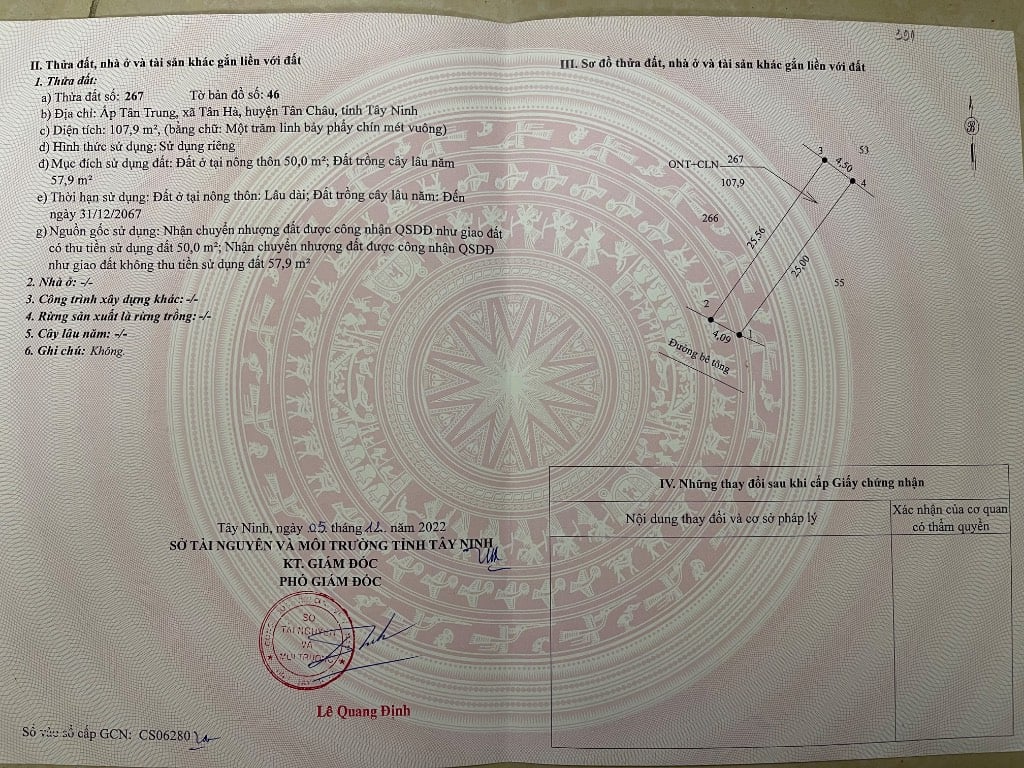 391
II. Thửa đất, nhà ở và tài sản khác gắn liền với đất
1. Thửa đất:
a) Thửa đất số: 267 Tờ bản đồ số: 46
b) Địa chỉ: Ấp Tân Trung, xã Tân Hà, huyện Tân Châu, tỉnh Tây Ninh
c) Diện tích: 107,9 m², (bằng chữ: Một trăm linh bảy phẩy chín mét vuông)
d) Hình thức sử dụng: Sử dụng riêng
đ) Mục đích sử dụng đất: Đất ở tại nông thôn 50,0 m²; Đất trồng cây lâu năm
57,9 m²
e) Thời hạn sử dụng: Đất ở tại nông thôn: Lâu dài; Đất trồng cây lâu năm: Đến
ngày 31/12/2067
g) Nguồn gốc sử dụng: Nhận chuyển nhượng đất được công nhận QSDĐ như giao đất
có thu tiền sử dụng đất 50,0 m²; Nhận chuyển nhượng đất được công nhận QSDĐ
như giao đất không thu tiền sử dụng đất 57,9 m²
2. Nhà ở: -/-
3. Công trình xây dựng khác: -/-
4. Rừng sản xuất là rừng trồng: -/-
5. Cây lâu năm: -/-
6. Ghi chú: Không.
Tây Ninh, ngày 05 tháng 12 năm 2022
SỞ TÀI NGUYÊN VÀ MÔI TRƯỜNG TỈNH TÂY NINH
KT. GIÁM ĐỐC
PHÓ GIÁM ĐỐC
SỞ
TÀI NGUYÊN
VÀ
MÔI TRƯỜNG
Lê Quang Định
Số vào sổ cấp GCN: CS06280
III. Sơ đồ thửa đất, nhà ở và tài sản khác gắn liền với đất
B
3
53
4,50
4
ONT+CLN 267
107,9
266
25,56
25,00
55
2
4,09
1
Đường bê tông
IV. Những thay đổi sau khi cấp Giấy chứng nhận
Nội dung thay đổi và cơ sở pháp lý
Xác nhận của cơ quan
có thẩm quyền